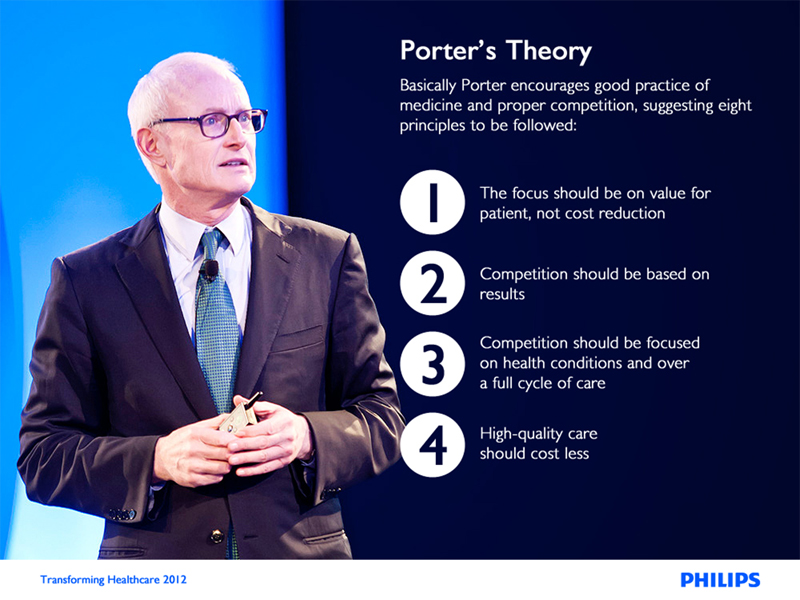 Porter's Theory
Basically Porter encourages good practice of
medicine and proper competition, suggesting eight
principles to be followed:
1
The focus should be on value for
patient, not cost reduction
2
Competition should be based on
results
3
Competition should be focused
on health conditions and over
a full cycle of care
4
High-quality care
should cost less
Transforming Healthcare 2012
PHILIPS